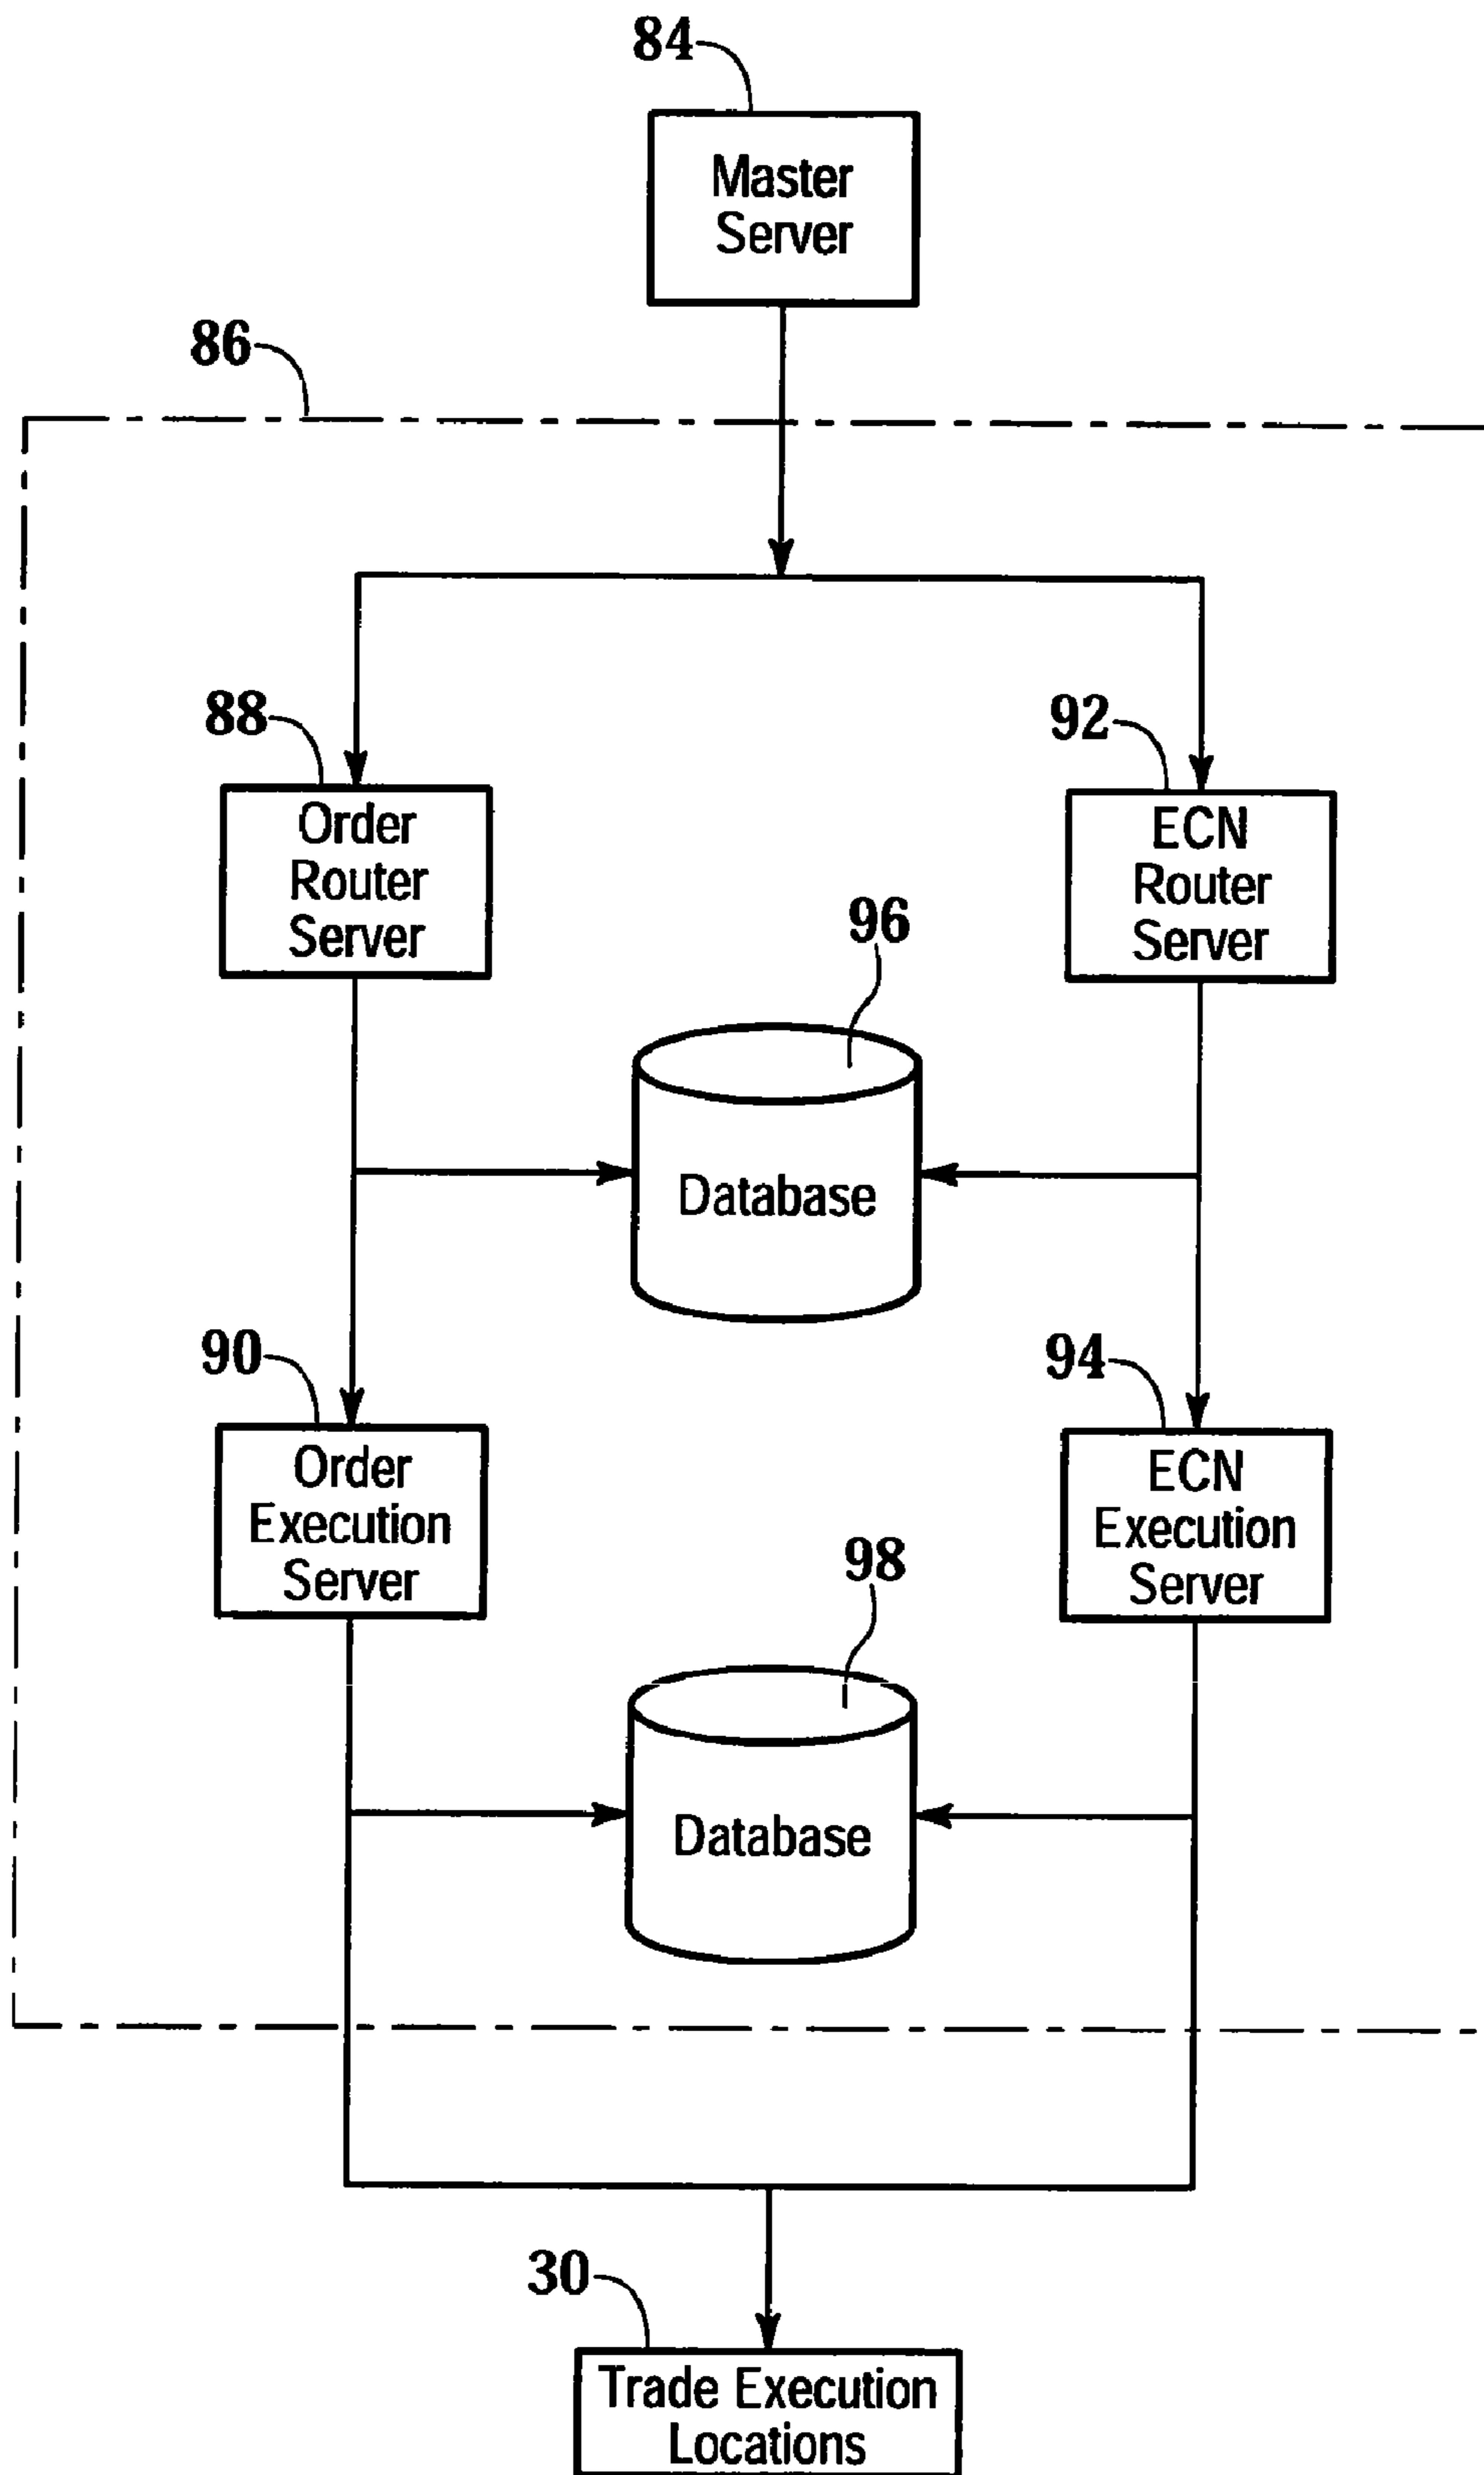 84
Master
Server
86
88
Order
Router
Server
92
ECN
Router
Server
96
Database
90
Order
Execution
Server
94
ECN
Execution
Server
98
Database
30
Trade Execution
Locations